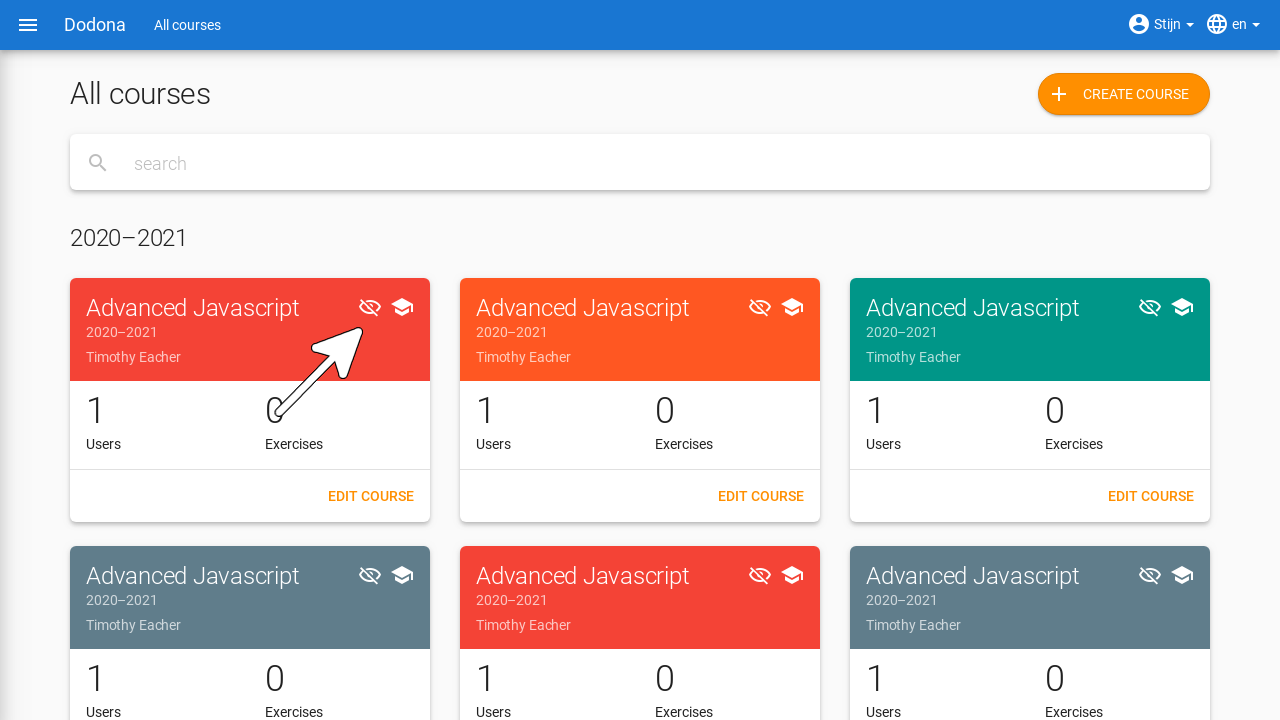 Dodona All courses Stijn en
All courses CREATE COURSE
search
2020–2021
Advanced Javascript Advanced Javascript Advanced Javascript
2020–2021 2020–2021 2020–2021
Timothy Eacher Timothy Eacher Timothy Eacher
1 0 1 0 1 0
Users Exercises Users Exercises Users Exercises
EDIT COURSE EDIT COURSE EDIT COURSE
Advanced Javascript Advanced Javascript Advanced Javascript
2020–2021 2020–2021 2020–2021
Timothy Eacher Timothy Eacher Timothy Eacher
1 0 1 0 1 0
Users Exercises Users Exercises Users Exercises